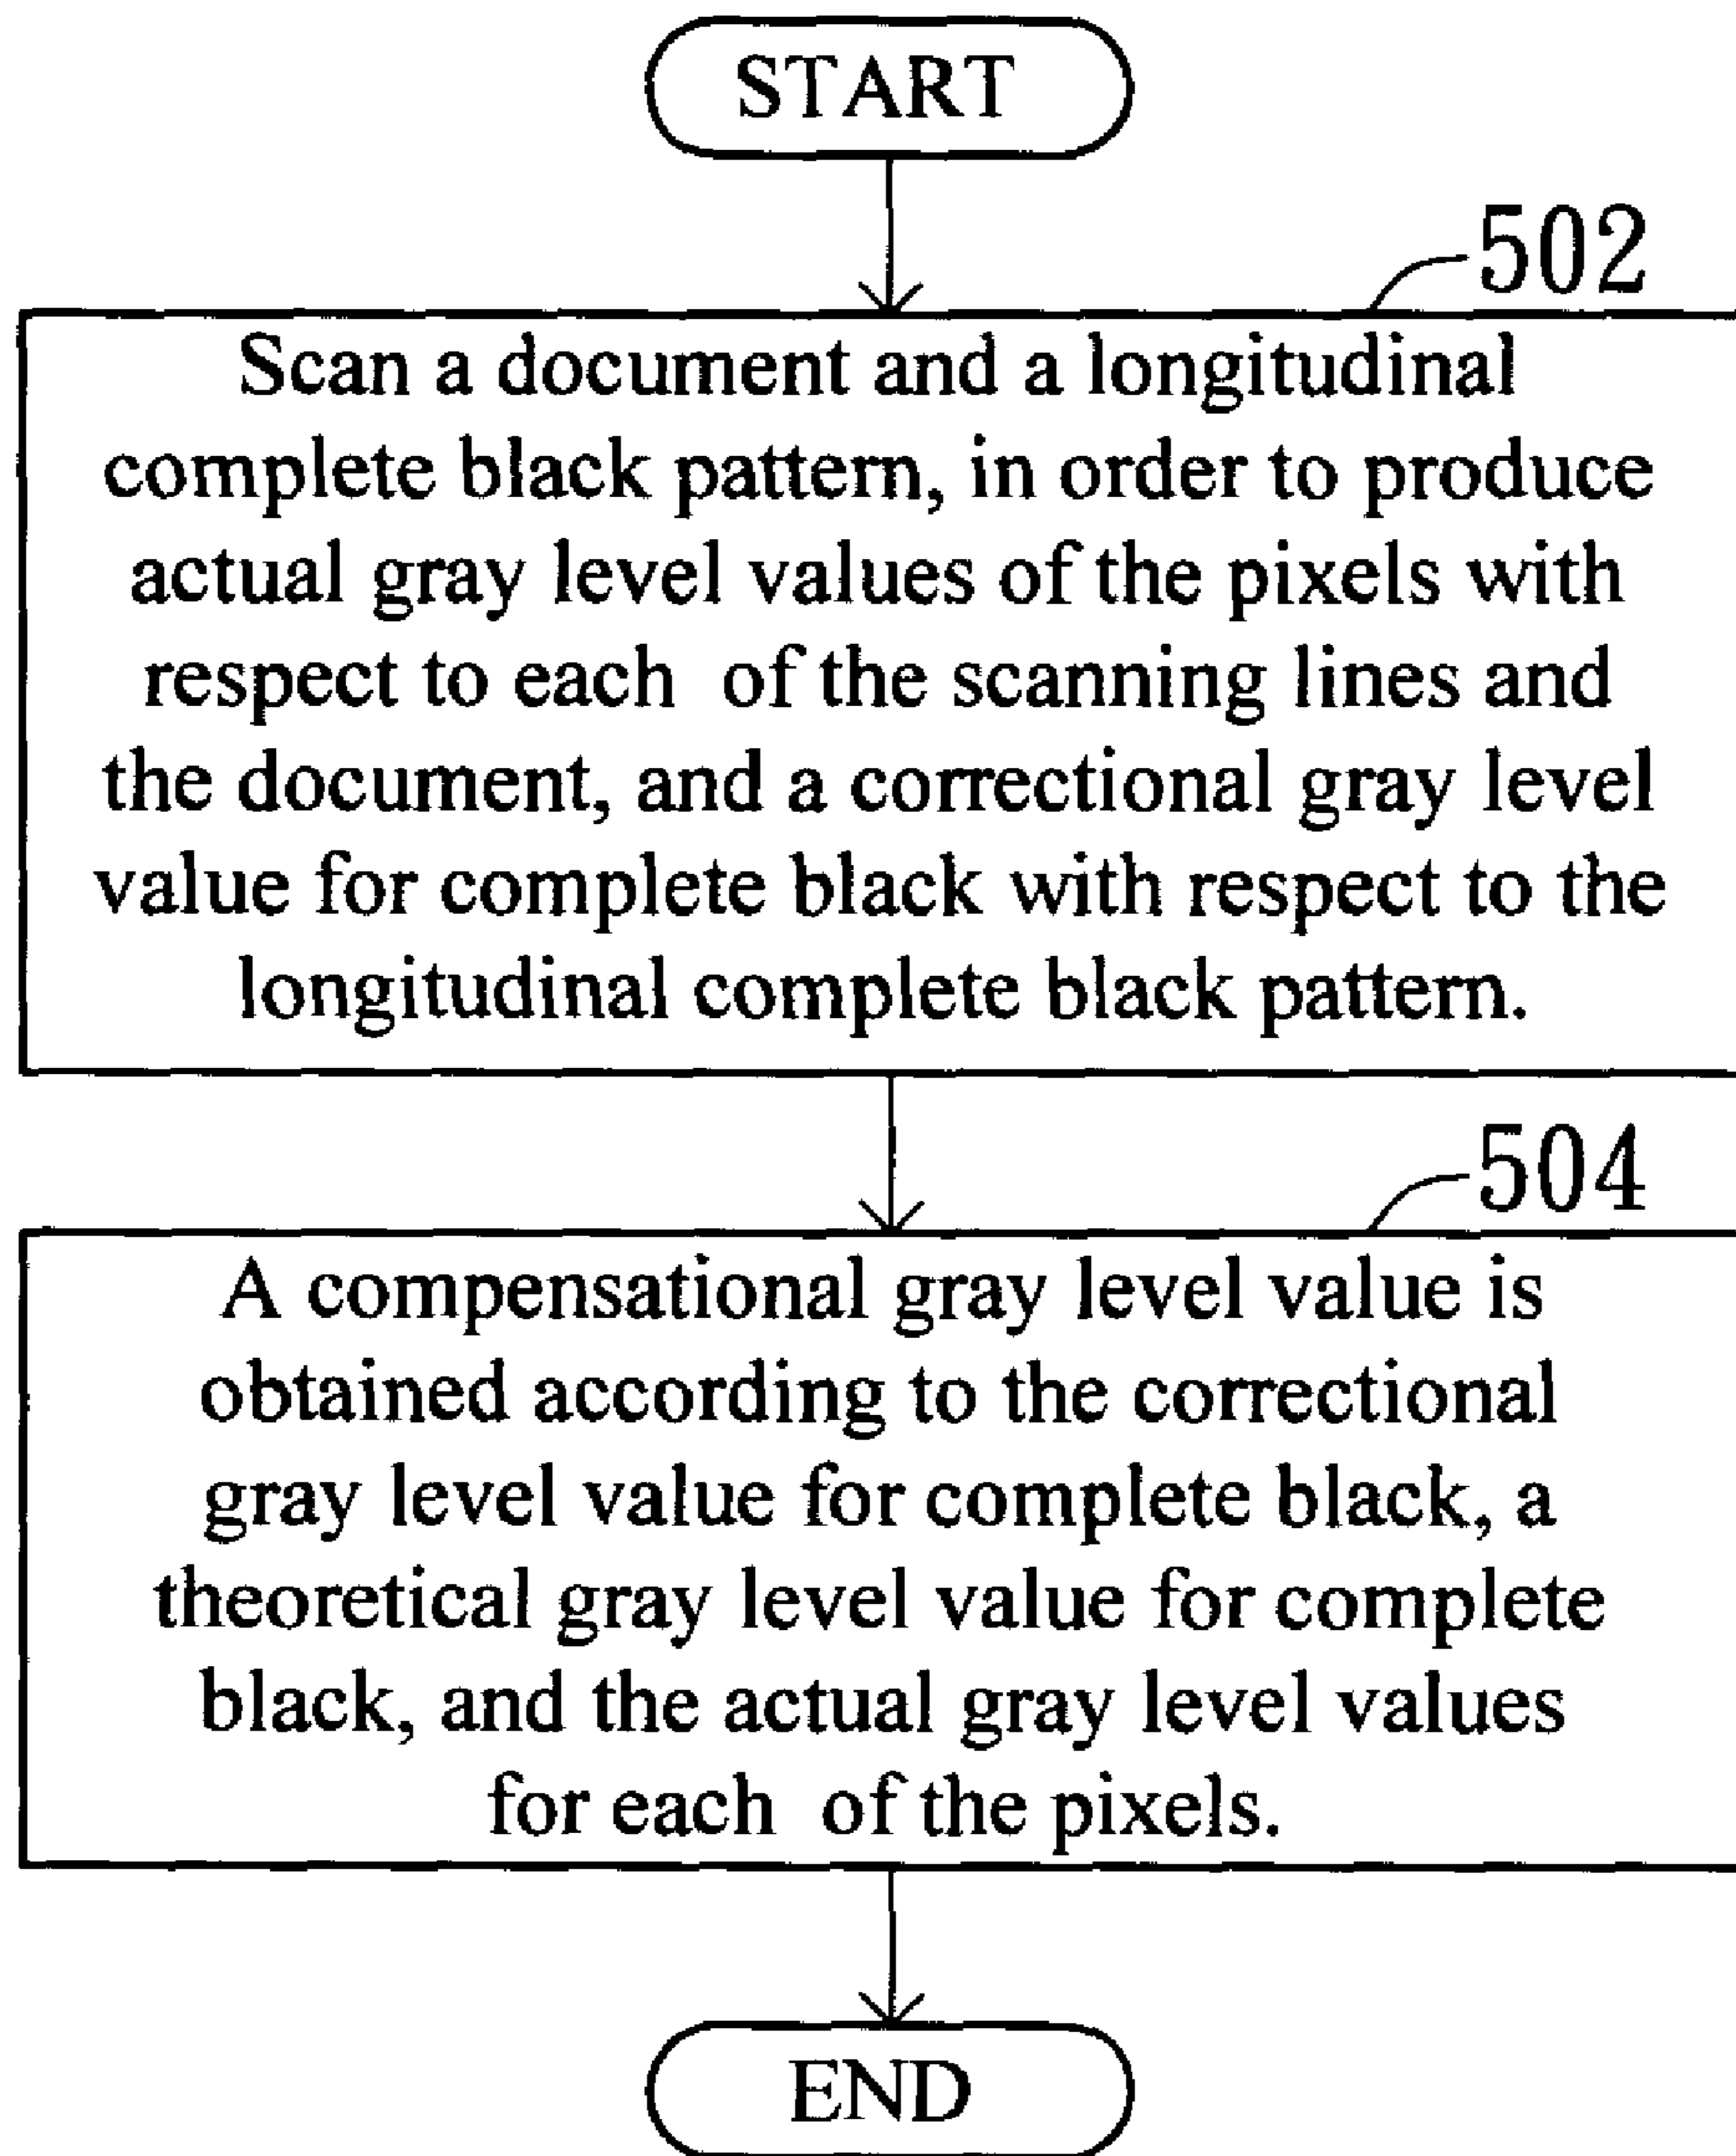 START
502
Scan a document and a longitudinal
complete black pattern, in order to produce
actual gray level values of the pixels with
respect to each of the scanning lines and
the document, and a correctional gray level
value for complete black with respect to the
longitudinal complete black pattern.
504
A compensational gray level value is
obtained according to the correctional
gray level value for complete black, a
theoretical gray level value for complete
black, and the actual gray level values
for each of the pixels.
END